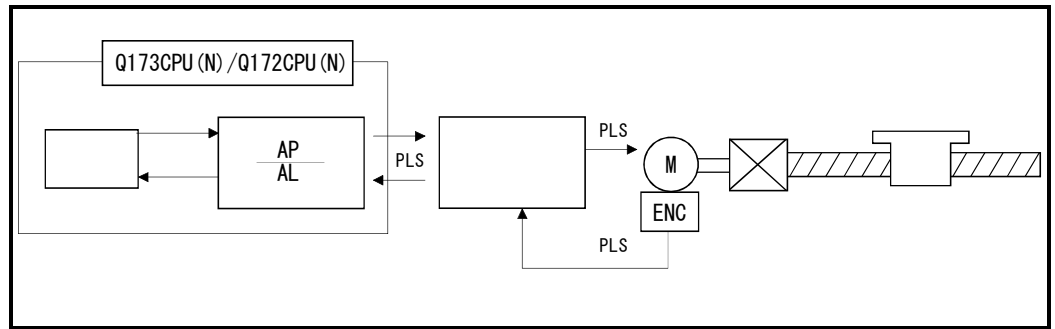 Q173CPU(N)/Q172CPU(N)
AP
AL
PLS
PLS
M
ENC
PLS